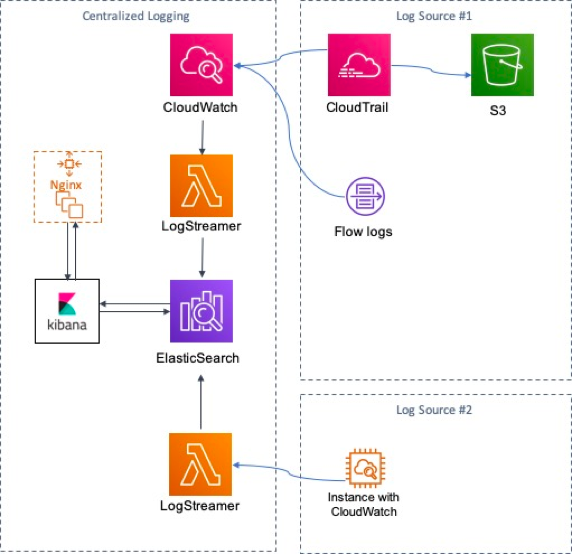 Centralized Logging
CloudWatch
LogStreamer
Nginx
kibana
ElasticSearch
LogStreamer
Log Source #1
CloudTrail
S3
Flow logs
Log Source #2
Instance with
CloudWatch